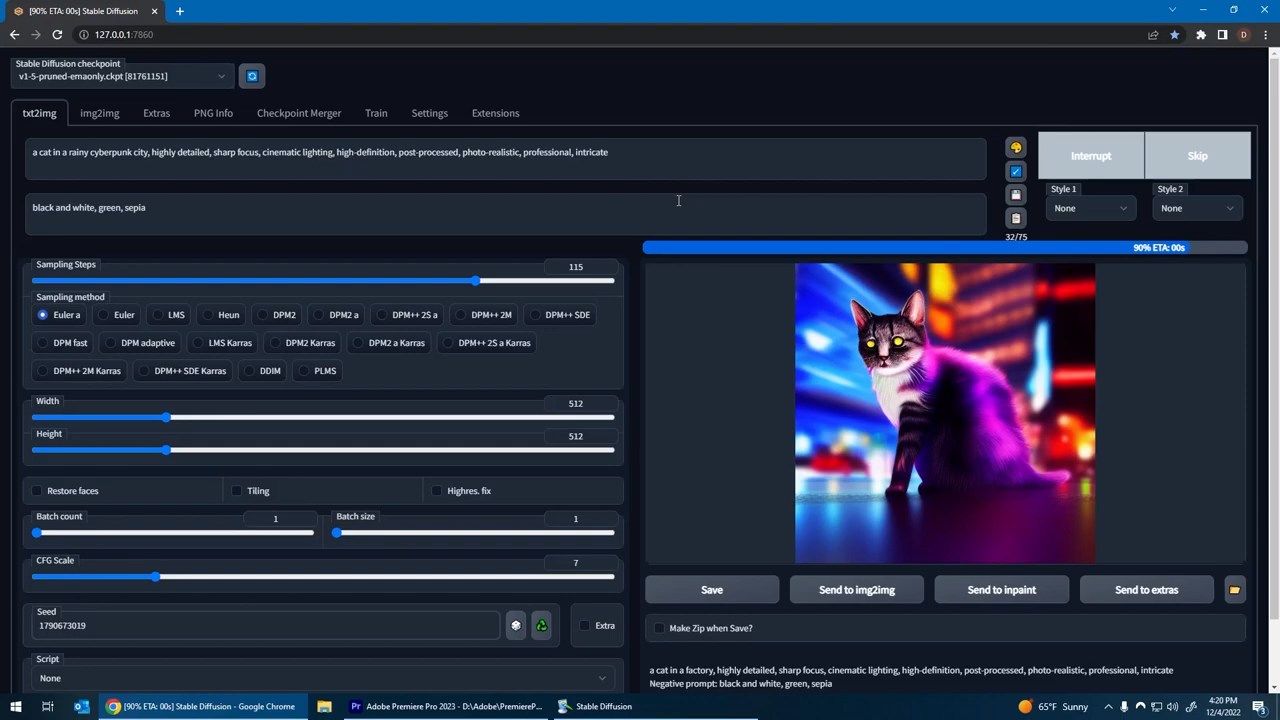 [90% ETA: 00s] Stable Diffusion
127.0.0.1:7860
D
Stable Diffusion checkpoint
v1-5-pruned-emaonly.ckpt [81761151]
txt2img
img2img
Extras
PNG Info
Checkpoint Merger
Train
Settings
Extensions
a cat in a rainy cyberpunk city, highly detailed, sharp focus, cinematic lighting, high-definition, post-processed, photo-realistic, professional, intricate
black and white, green, sepia
32/75
Interrupt
Skip
Style 1
None
Style 2
None
90% ETA: 00s
Sampling Steps
115
Sampling method
Euler a
Euler
LMS
Heun
DPM2
DPM2 a
DPM++ 2S a
DPM++ 2M
DPM++ SDE
DPM fast
DPM adaptive
LMS Karras
DPM2 Karras
DPM2 a Karras
DPM++ 2S a Karras
DPM++ 2M Karras
DPM++ SDE Karras
DDIM
PLMS
Width
512
Height
512
Restore faces
Tiling
Highres. fix
Batch count
1
Batch size
1
CFG Scale
7
Seed
1790673019
Extra
Script
None
Save
Send to img2img
Send to inpaint
Send to extras
Make Zip when Save?
a cat in a factory, highly detailed, sharp focus, cinematic lighting, high-definition, post-processed, photo-realistic, professional, intricate
Negative prompt: black and white, green, sepia
[90% ETA: 00s] Stable Diffusion - Google Chrome
Pr
Adobe Premiere Pro 2023 - D:\Adobe\PremiereP...
Stable Diffusion
65°F Sunny
4:20 PM
12/4/2022